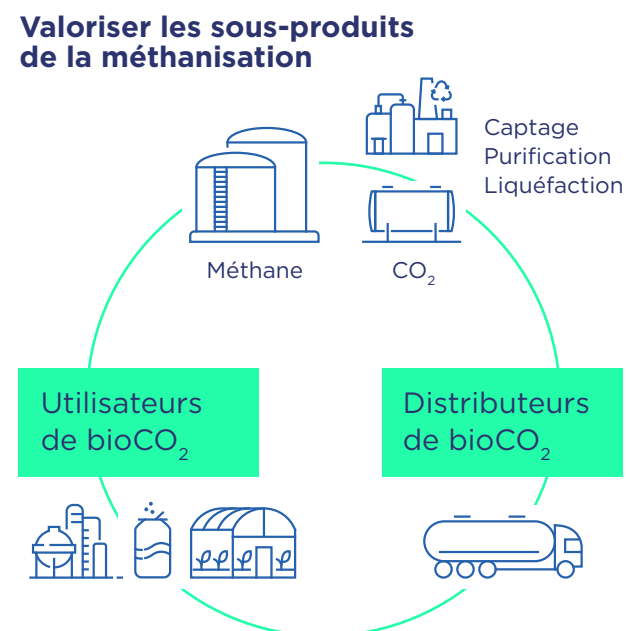 Valoriser les sous-produits
de la méthanisation
Captage
Purification
Liquéfaction
Méthane
CO₂
Utilisateurs
de bioCO₂
Distributeurs
de bioCO₂